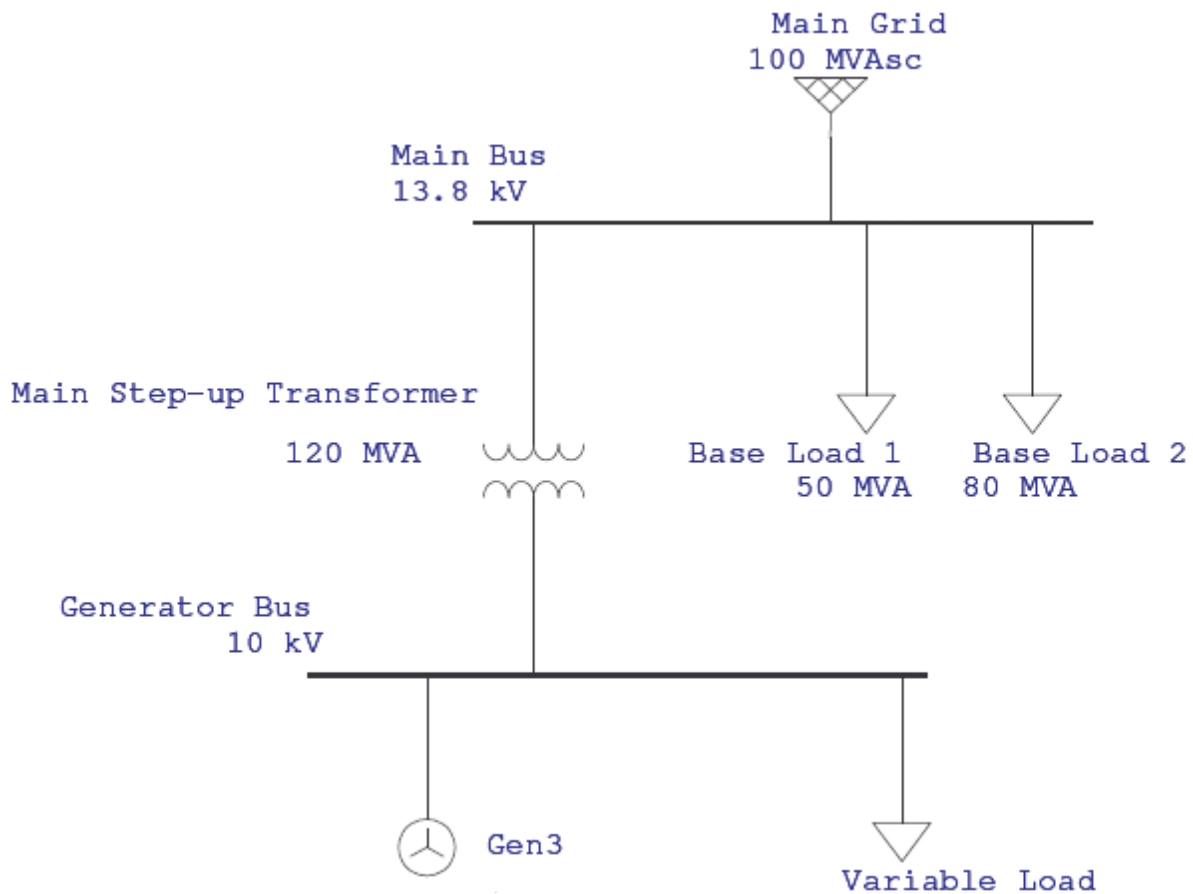 Main Grid
100 MVAsc
Main Bus
13.8 kV
Main Step-up Transformer
120 MVA
Base Load 1
50 MVA
Base Load 2
80 MVA
Generator Bus
10 kV
Gen3
Variable Load